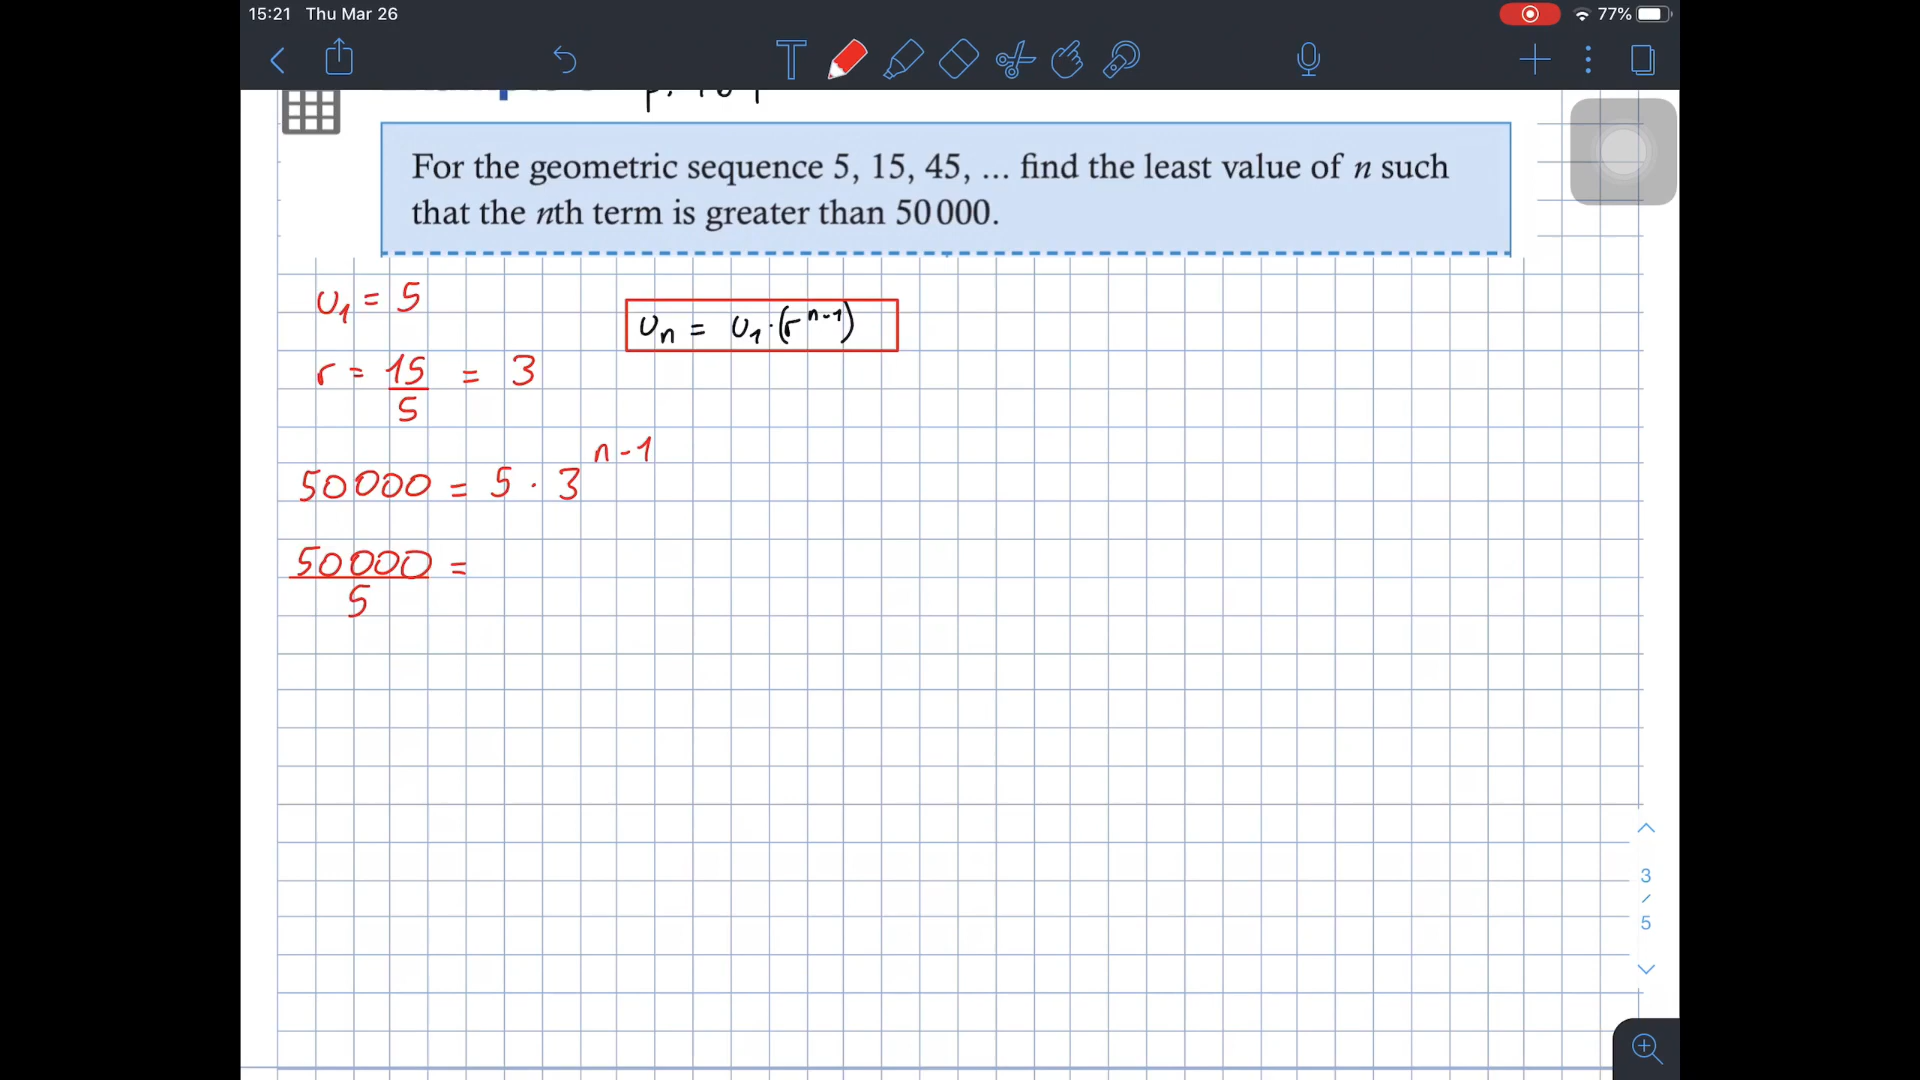 15:21 Thu Mar 26
77%
For the geometric sequence 5, 15, 45, ... find the least value of n such
that the nth term is greater than 50 000.
u₁ = 5
uₙ = u₁·(rⁿ⁻¹)
r = 15/5 = 3
50000 = 5 · 3ⁿ⁻¹
50000/5 =
3
/
5